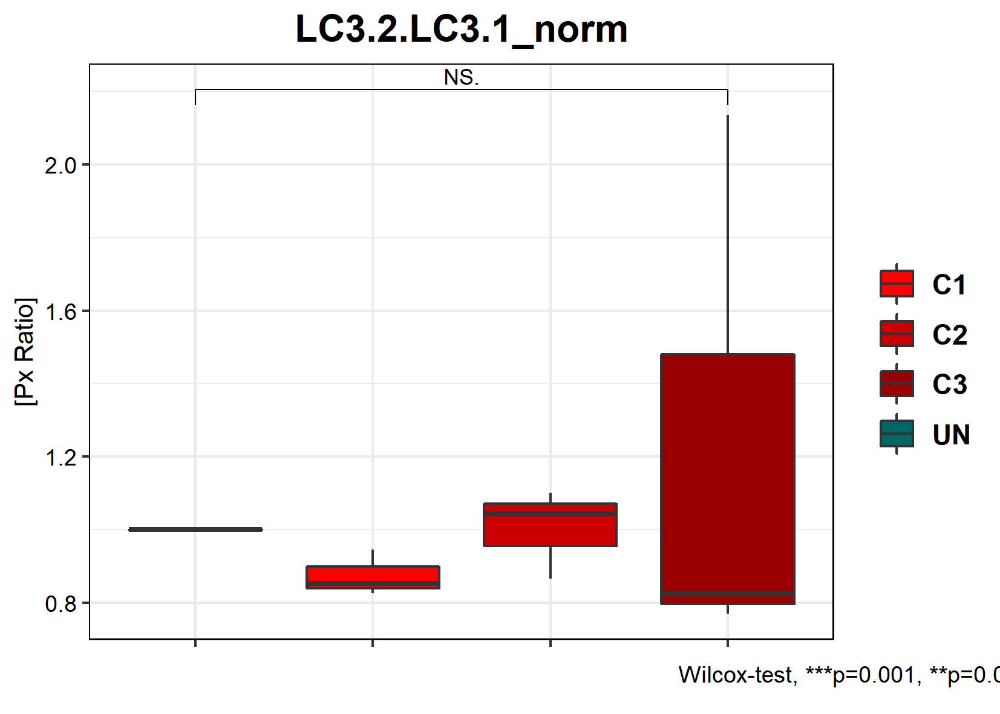 LC3.2.LC3.1_norm
NS.
[Px Ratio]
2.0
1.6
1.2
0.8
C1
C2
C3
UN
Wilcox-test, ***p=0.001, **p=0.0